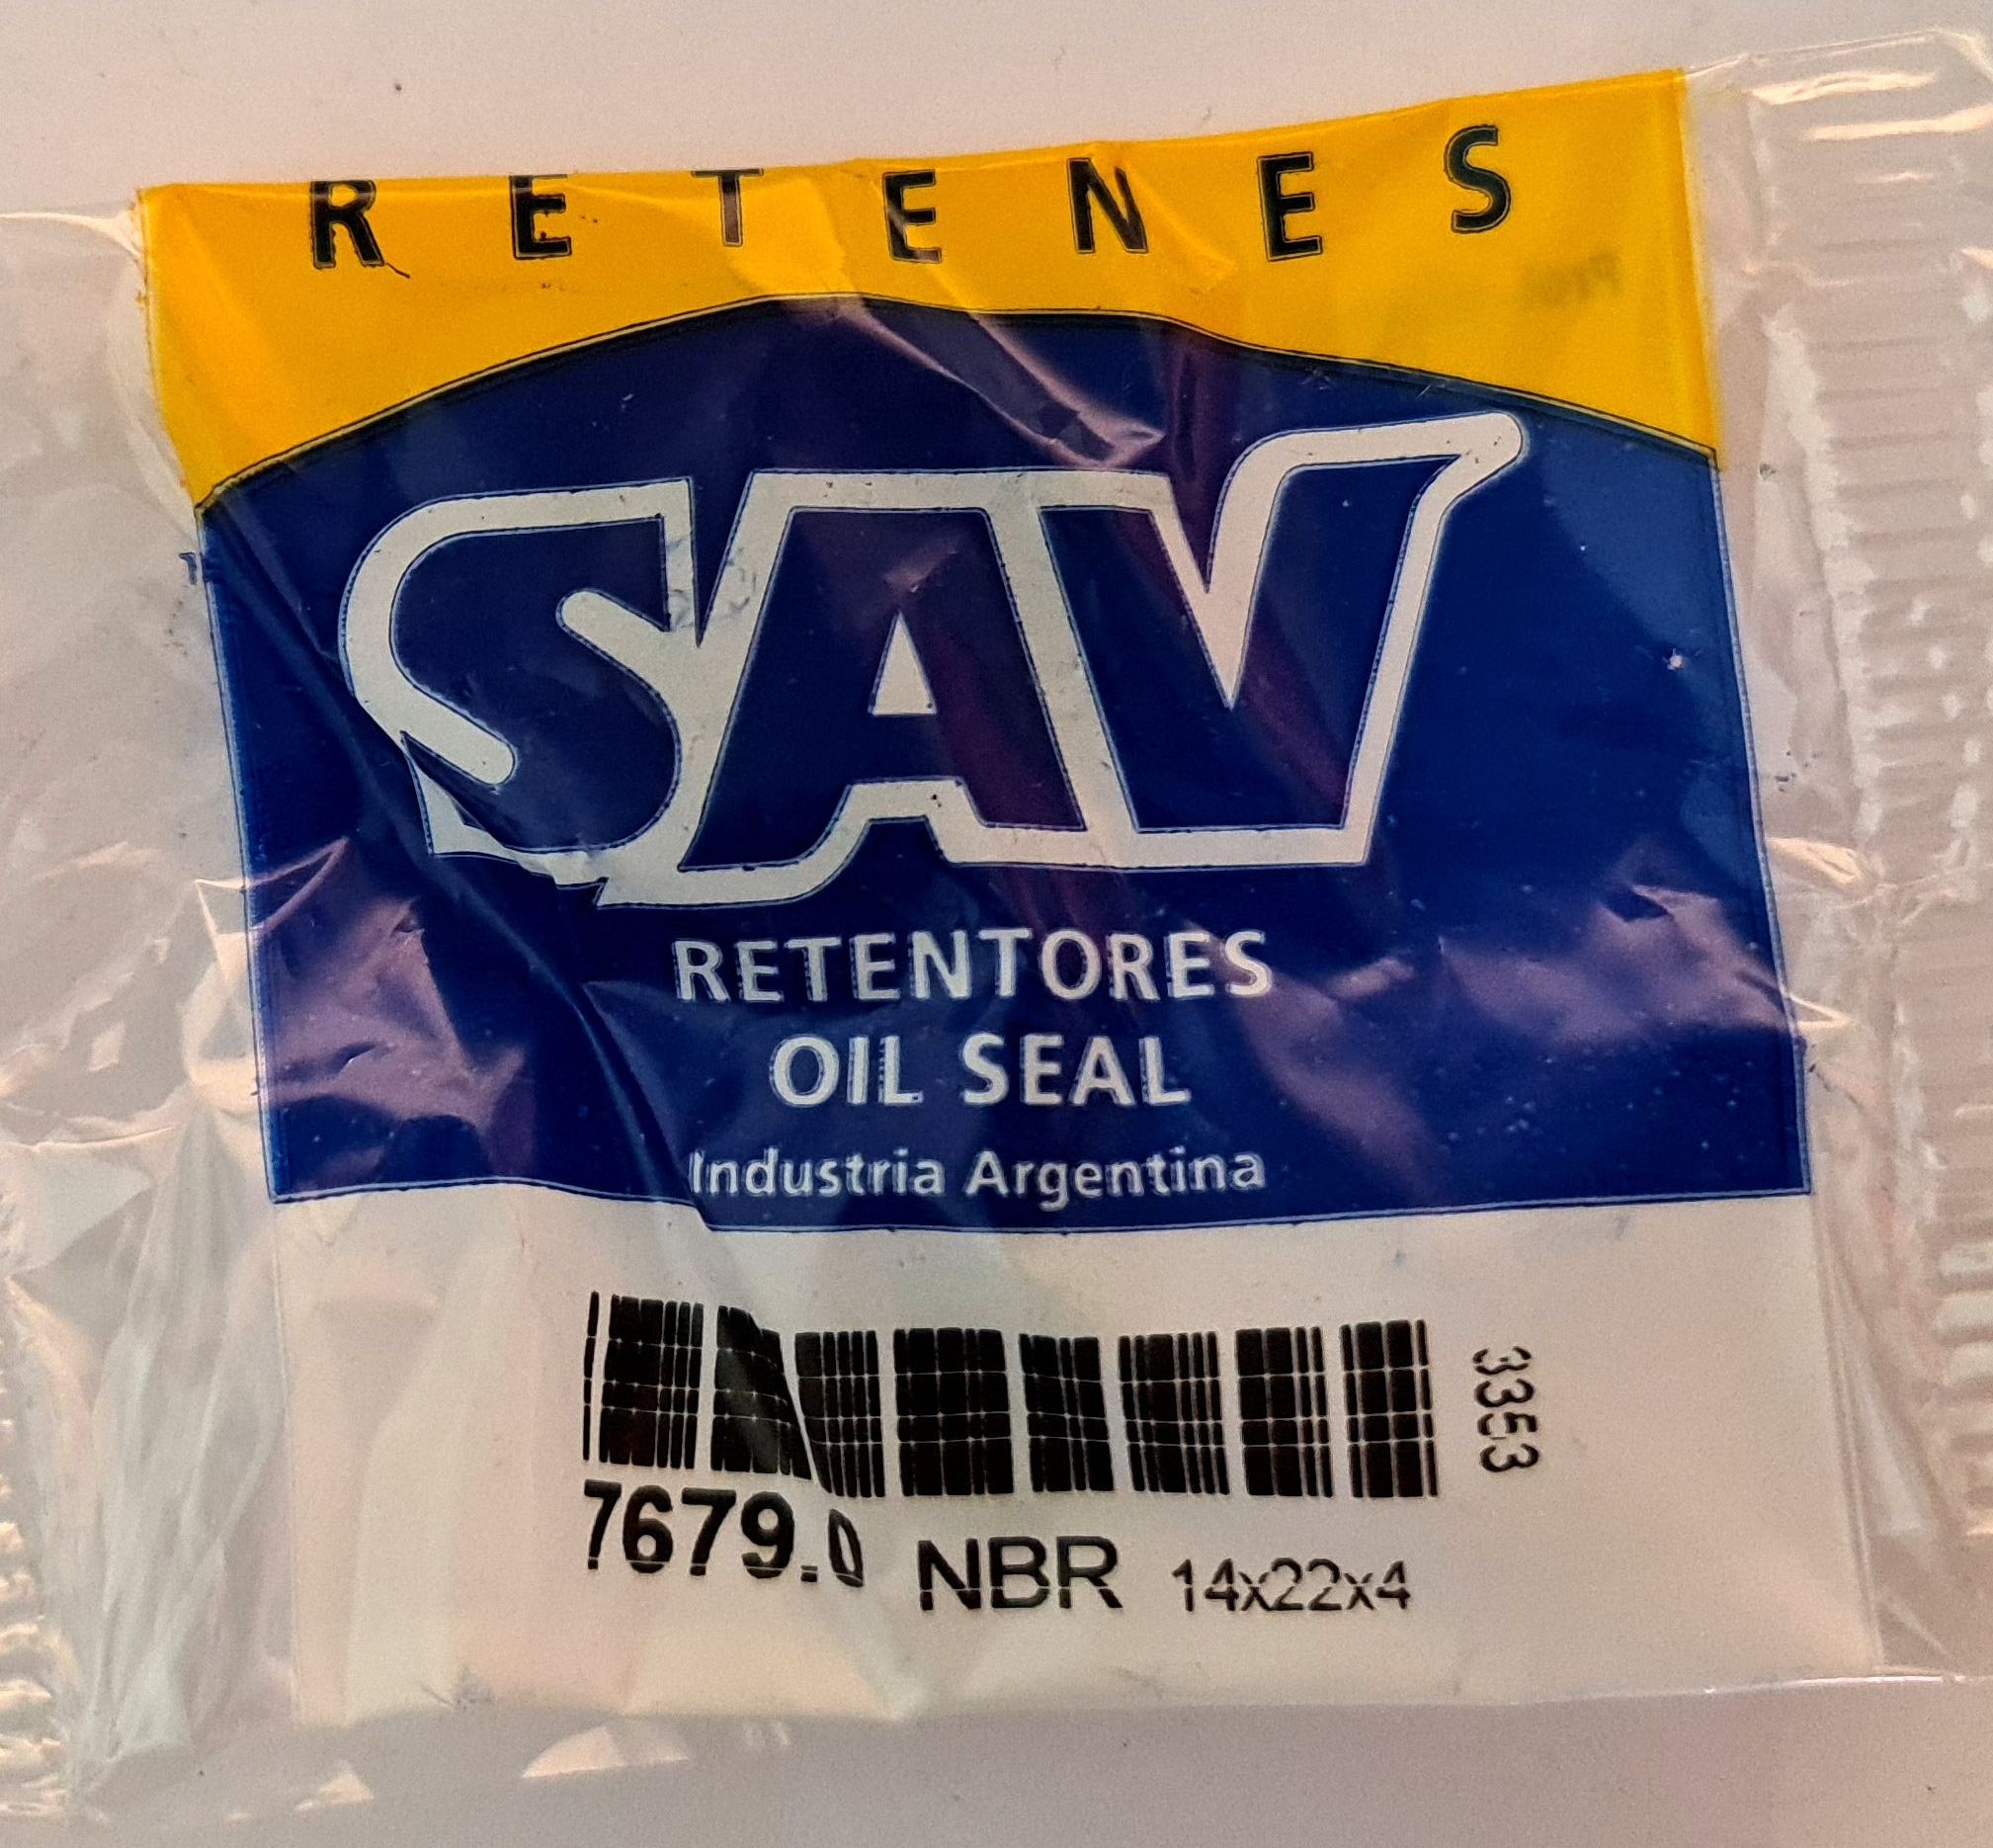 RETENES
SAV
RETENTORES
OIL SEAL
Industria Argentina
3353
7679.0 NBR 14x22x4